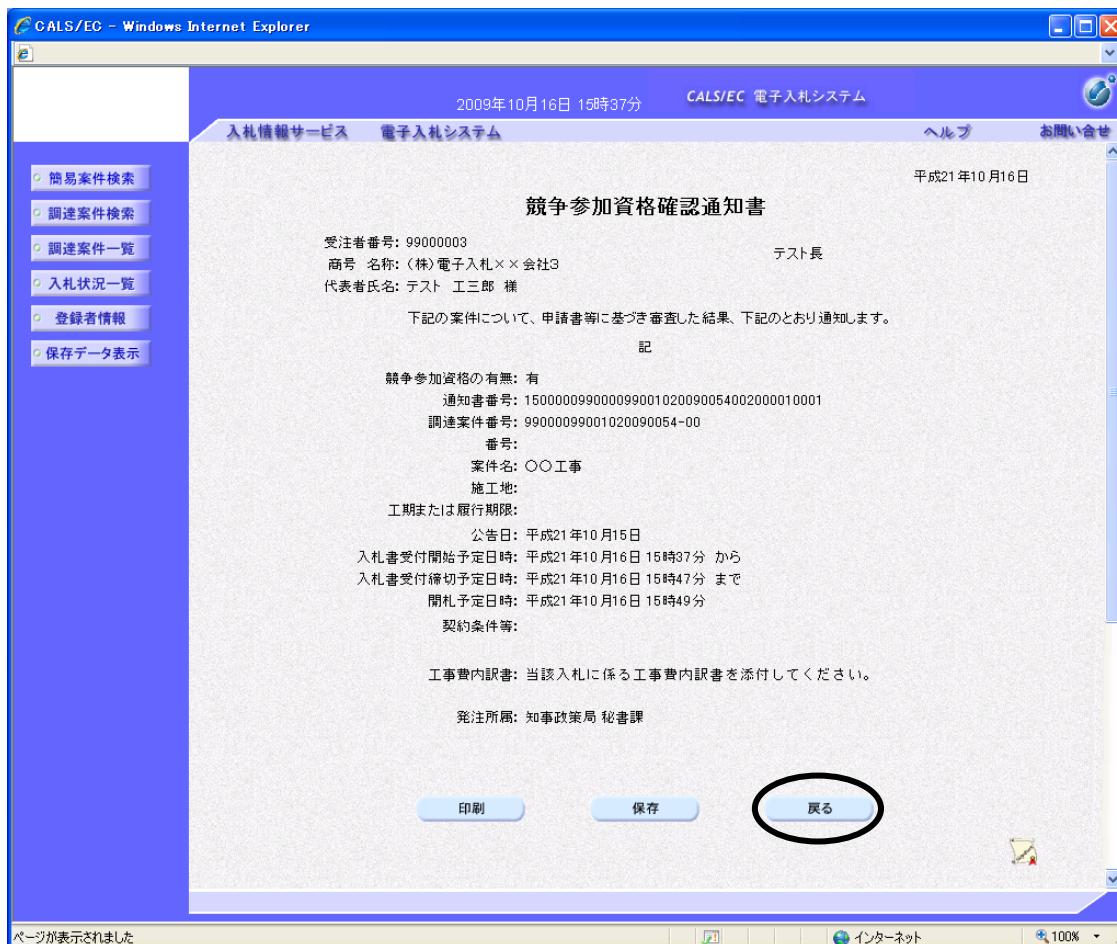 CALS/EC - Windows Internet Explorer
2009年10月16日 15時37分 CALS/EC 電子入札システム
入札情報サービス 電子入札システム ヘルプ お問い合せ
簡易案件検索
調達案件検索
調達案件一覧
入札状況一覧
登録者情報
保存データ表示
平成21年10月16日
競争参加資格確認通知書
受注者番号: 99000003
テスト長
商号 名称: (株)電子入札××会社3
代表者氏名: テスト 工三郎 様
下記の案件について、申請書等に基づき審査した結果、下記のとおり通知します。
記
競争参加資格の有無: 有
通知書番号: 15000009900009900102009005400200010001
調達案件番号: 99000099001020090054-00
番号:
案件名: 〇〇工事
施工地:
工期または履行期限:
公告日: 平成21年10月15日
入札書受付開始予定日時: 平成21年10月16日 15時37分 から
入札書受付締切予定日時: 平成21年10月16日 15時47分 まで
開札予定日時: 平成21年10月16日 15時49分
契約条件等:
工事費内訳書: 当該入札に係る工事費内訳書を添付してください。
発注所属: 知事政策局 秘書課
印刷 保存 戻る
ページが表示されました インターネット 100%